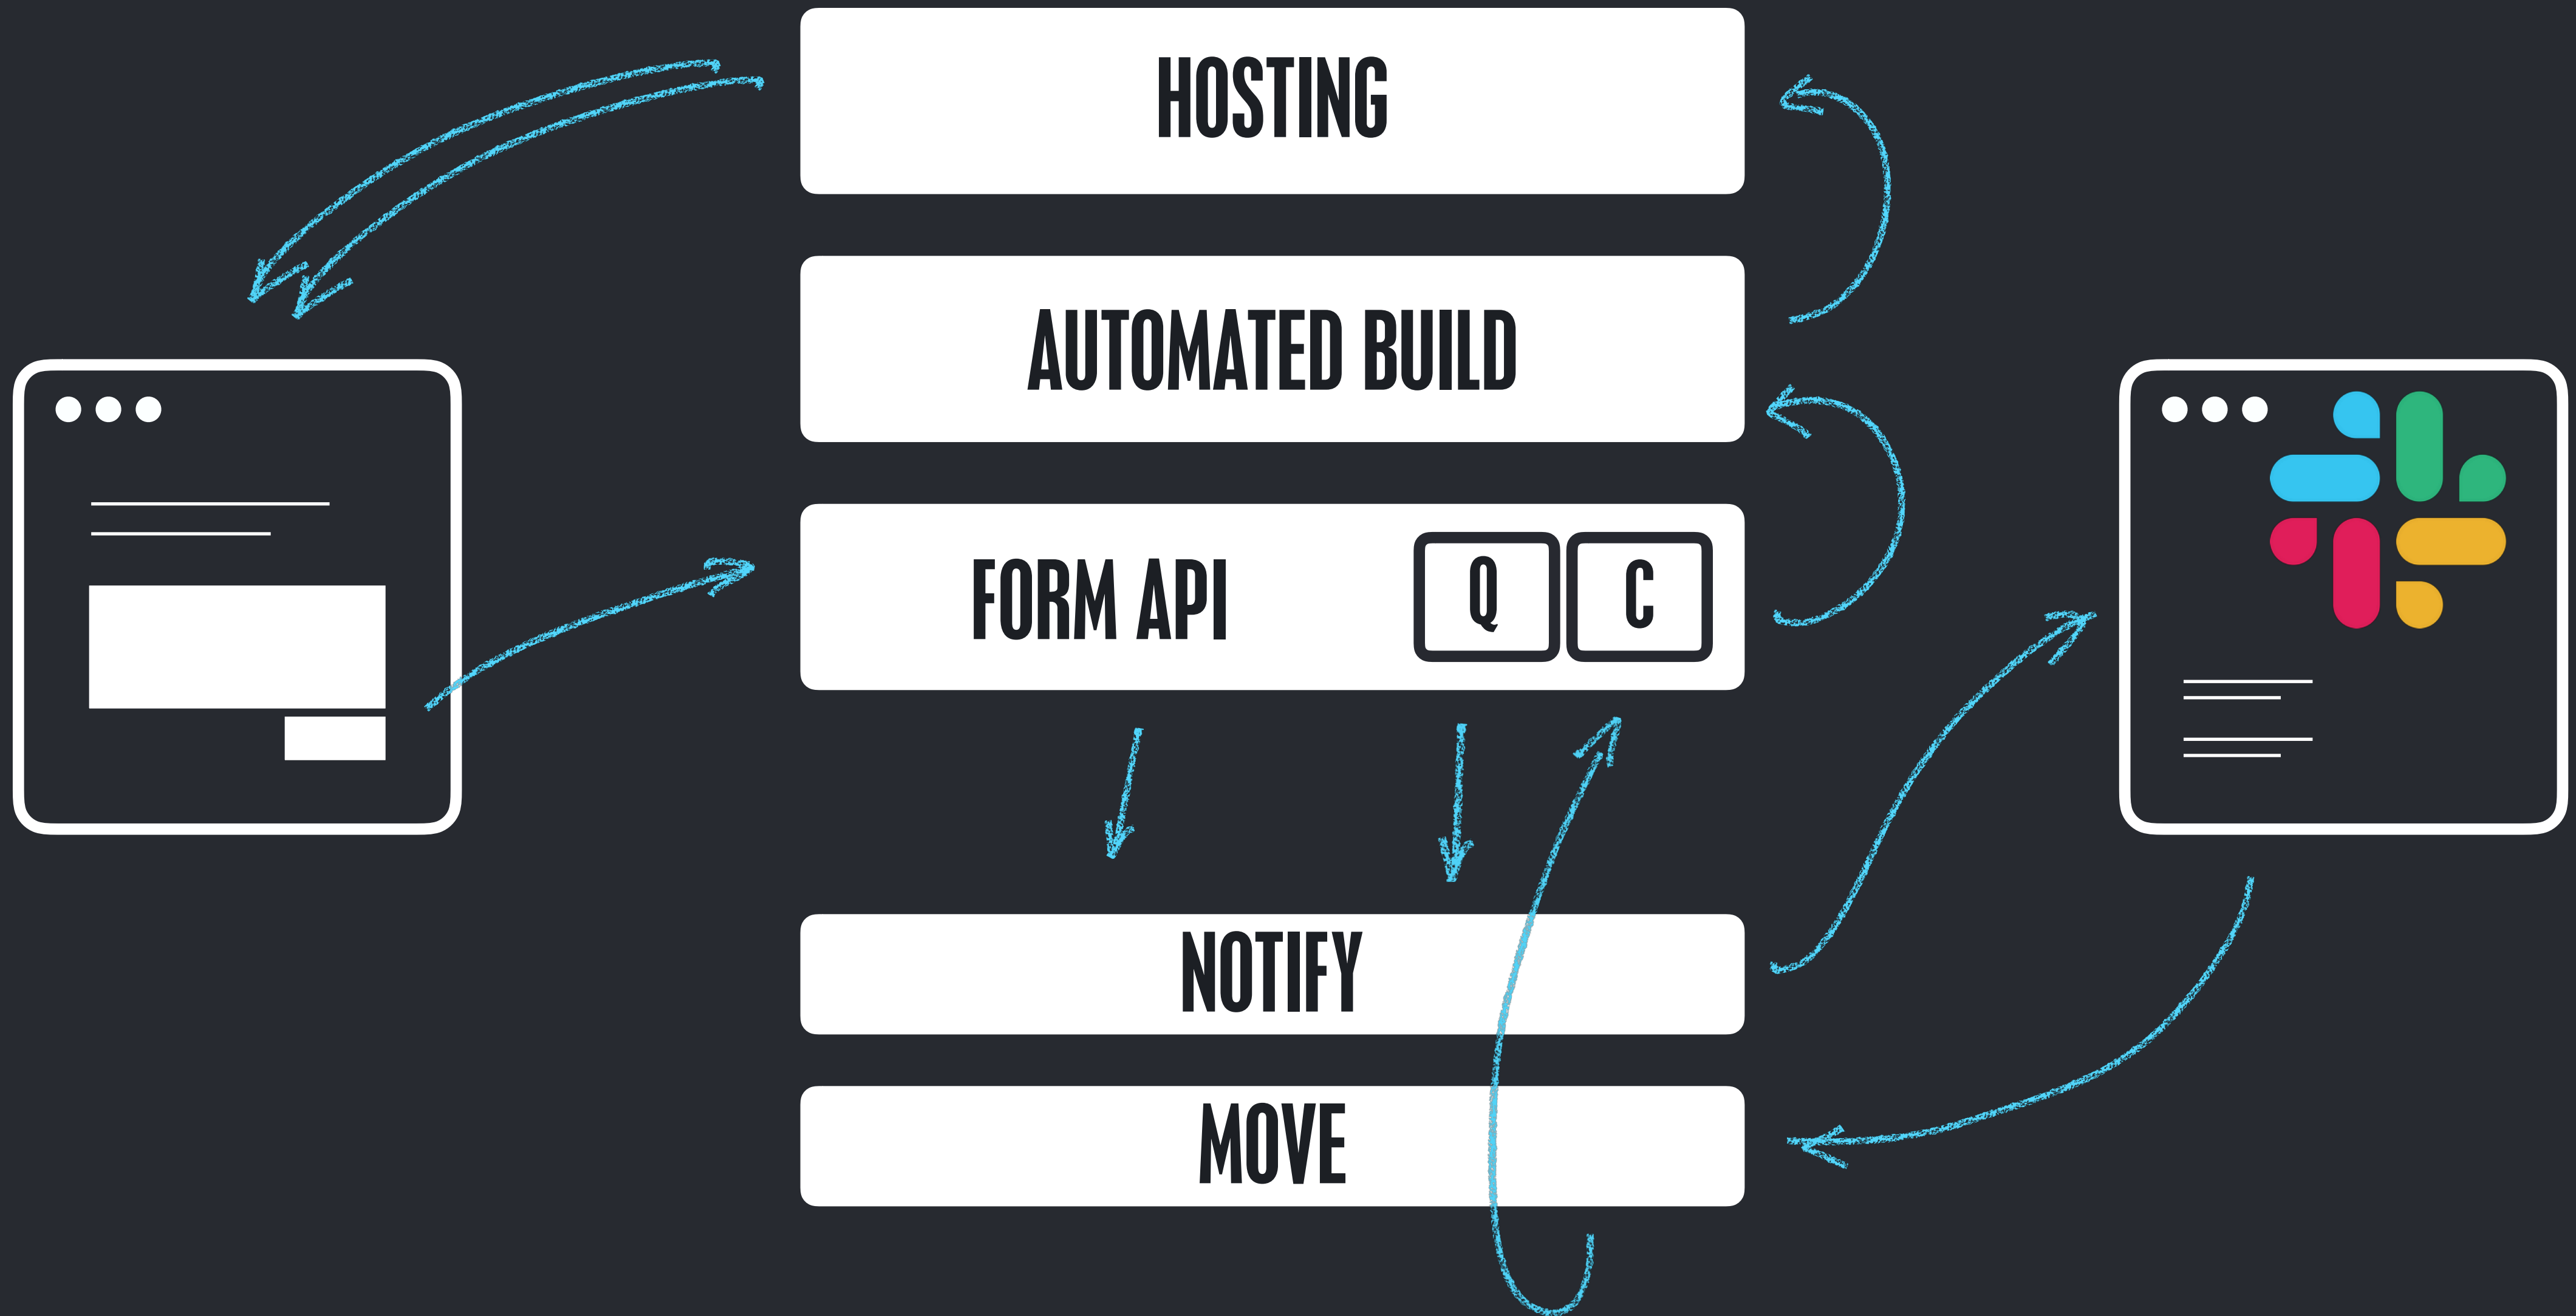 HOSTING
AUTOMATED BUILD
FORM API Q C
NOTIFY
MOVE